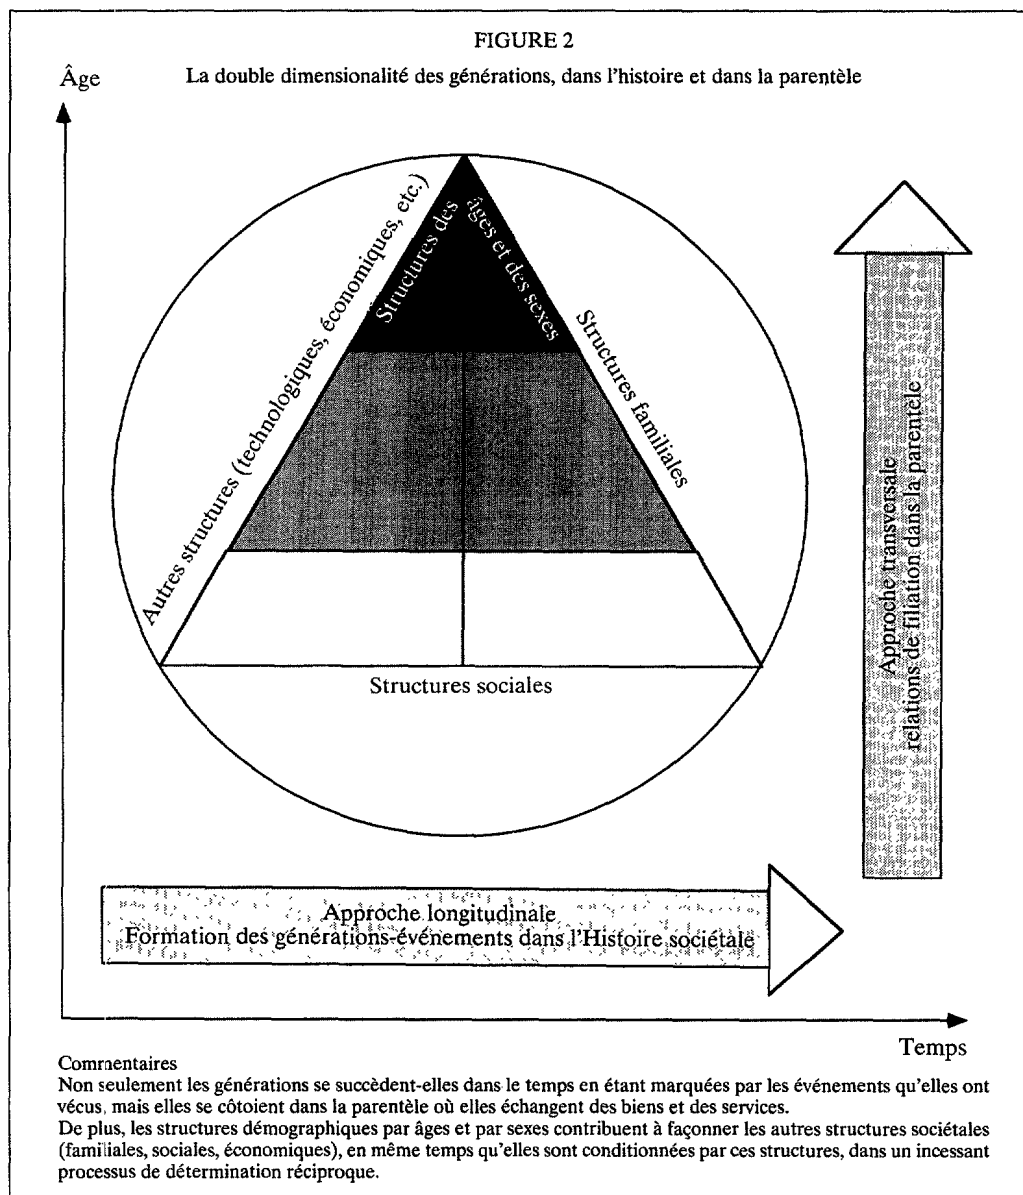 FIGURE 2
La double dimensionalité des générations, dans l'histoire et dans la parentèle
Âge
Autres structures (technologiques, économiques, etc.)
Structures des
âges et des sexes
Structures familiales
Structures sociales
Approche transversale
relations de filiation dans la parentèle
Approche longitudinale
Formation des générations-événements dans l'Histoire sociétale
Temps
Commentaires
Non seulement les générations se succèdent-elles dans le temps en étant marquées par les événements qu'elles ont
vécus, mais elles se côtoient dans la parentèle où elles échangent des biens et des services.
De plus, les structures démographiques par âges et par sexes contribuent à façonner les autres structures sociétales
(familiales, sociales, économiques), en même temps qu'elles sont conditionnées par ces structures, dans un incessant
processus de détermination réciproque.